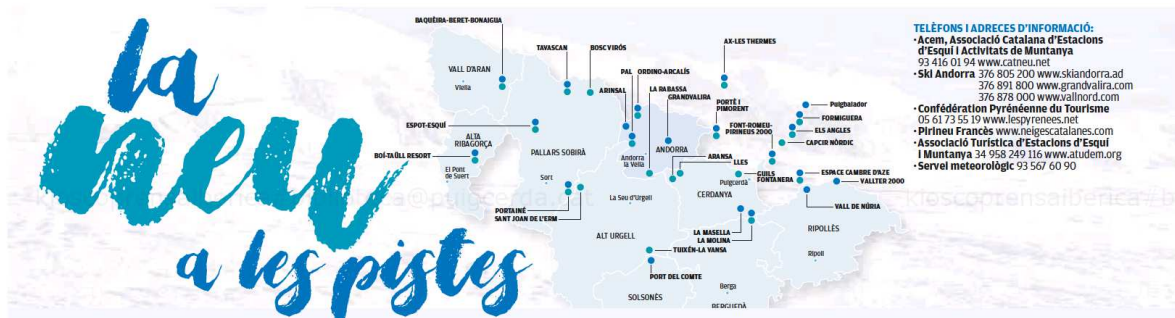 la
neu
a les pistes
BAQUÈIRA-BERET-BONAIGUA
TAVASCAN
BOSC VIRÓS
AX-LES THERMES
VALL D'ARAN
Viella
PAL
ORDINO-ARCALÍS
ARINSAL
LA RABASSA
GRANDVALIRA
PORTÉ I
PIMORENT
Puigbalador
FORMIGUERA
FONT-ROMEU-
PIRINEUS 2000
ELS ANGLES
CAPCIR NÒRDIC
ESPOT-ESQUÍ
ALTA
RIBAGORÇA
PALLARS SOBIRÀ
ANDORRA
Andorra
la Vella
BOÍ-TAÜLL RESORT
El Pont
de Suert
Sort
ARANSA
LLES
GUILS
FONTANERA
ESPACE CAMBRE D'AZE
VALLTER 2000
Puigcerdà
CERDANYA
La Seu d'Urgell
VALL DE NÚRIA
PORTAINÉ
SANT JOAN DE L'ERM
LA MASELLA
LA MOLINA
RIPOLLÈS
Ripoll
ALT URGELL
TUIXÉN-LA VANSA
PORT DEL COMTE
SOLSONÈS
Berga
BERGUEDÀ
TELÈFONS I ADRECES D'INFORMACIÓ:
· Acem, Associació Catalana d'Estacions
d'Esquí i Activitats de Muntanya
93 416 01 94 www.catneu.net
· Ski Andorra 376 805 200 www.skiandorra.ad
376 891 800 www.grandvalira.com
376 878 000 www.vallnord.com
· Confédération Pyrénéenne du Tourisme
05 61 73 55 19 www.lespyrenees.net
· Pirineu Francès www.neigescatalanes.com
· Associació Turística d'Estacions d'Esquí
i Muntanya 34 958 249 116 www.atudem.org
· Servei meteorològic 93 567 60 90